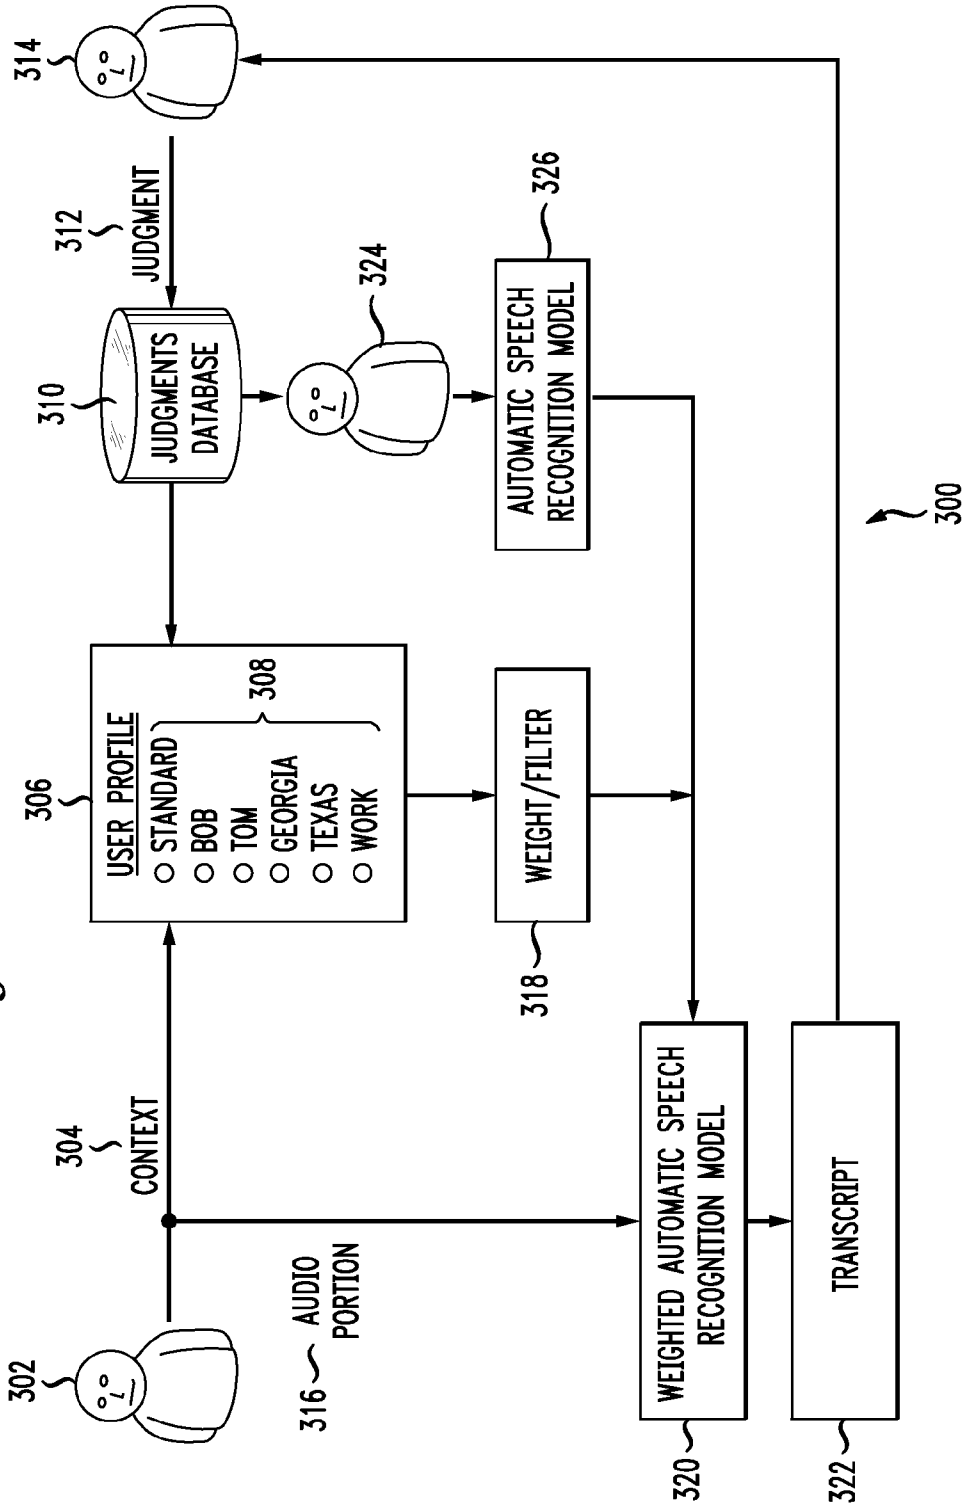 302
304
CONTEXT
306
USER PROFILE
STANDARD
BOB
TOM
GEORGIA
TEXAS
WORK
308
310
JUDGMENTS
DATABASE
312
JUDGMENT
314
316
AUDIO
PORTION
318
WEIGHT/FILTER
324
326
AUTOMATIC SPEECH
RECOGNITION MODEL
320
WEIGHTED AUTOMATIC SPEECH
RECOGNITION MODEL
322
TRANSCRIPT
300